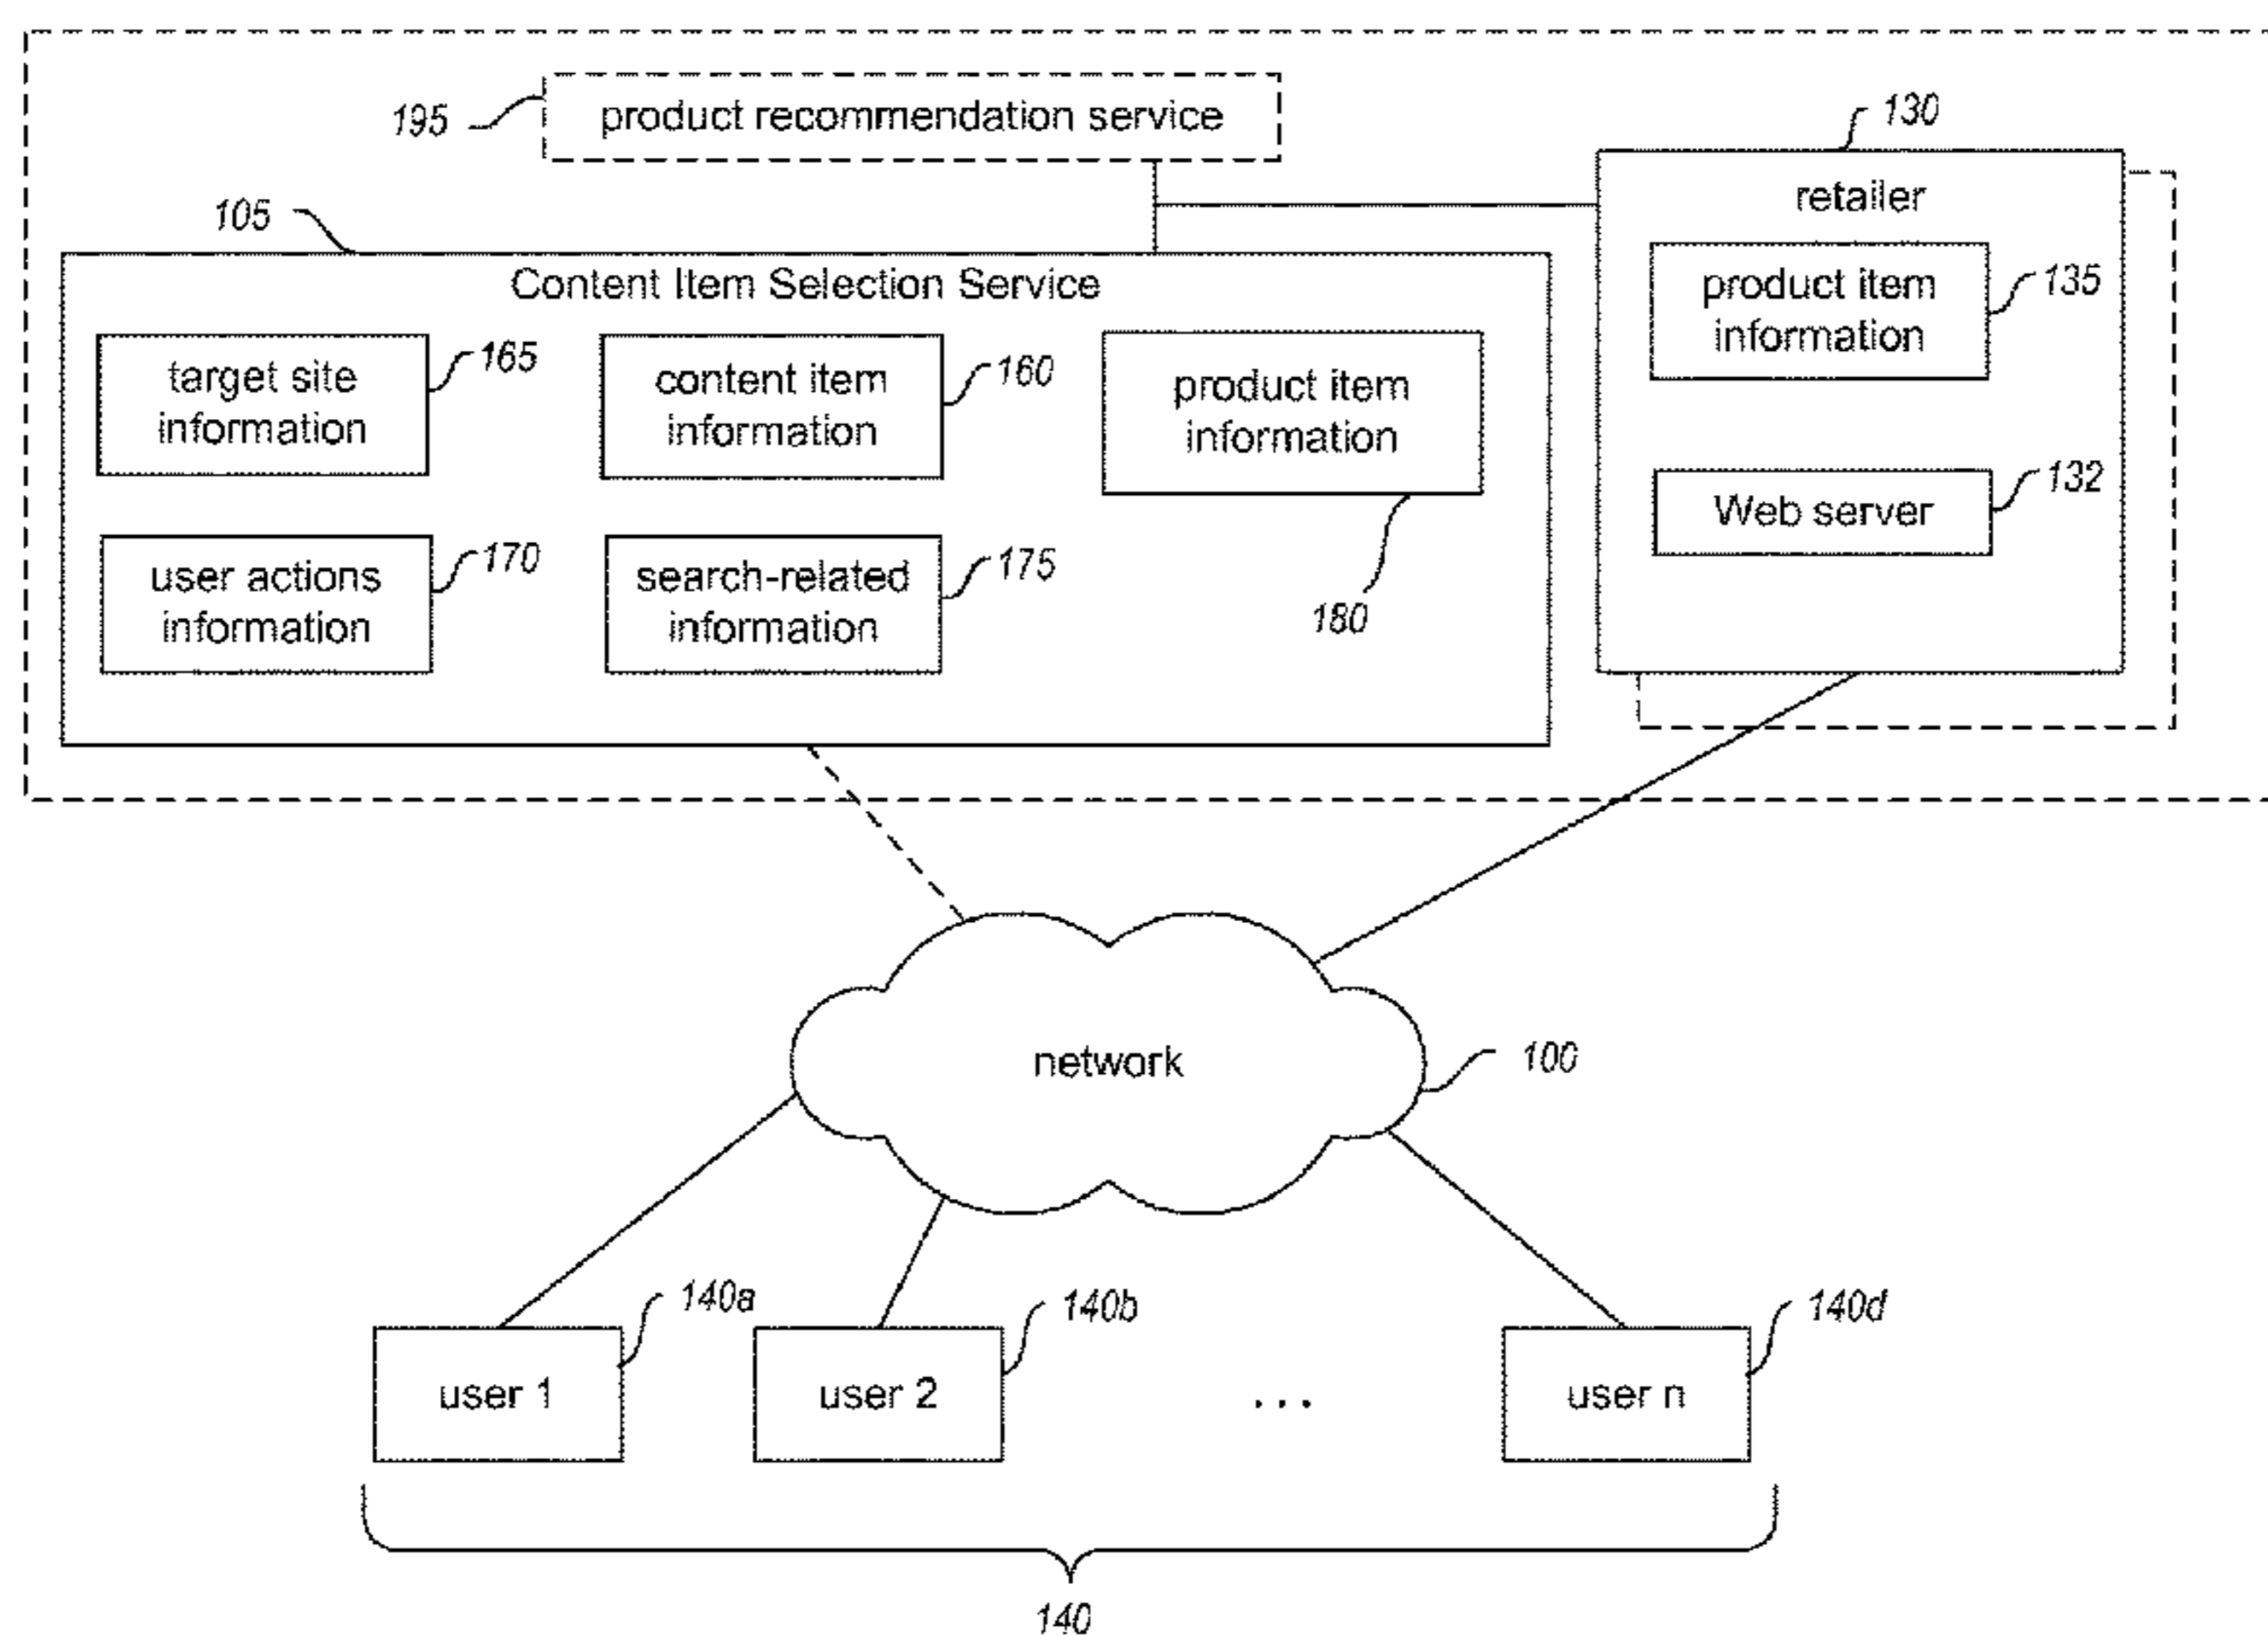 195
product recommendation service
130
retailer
105
Content Item Selection Service
product item
information
135
target site
information
165
content item
information
160
product item
information
Web server
132
user actions
information
170
search-related
information
175
180
network
100
140a
140b
140d
user 1
user 2
...
user n
140